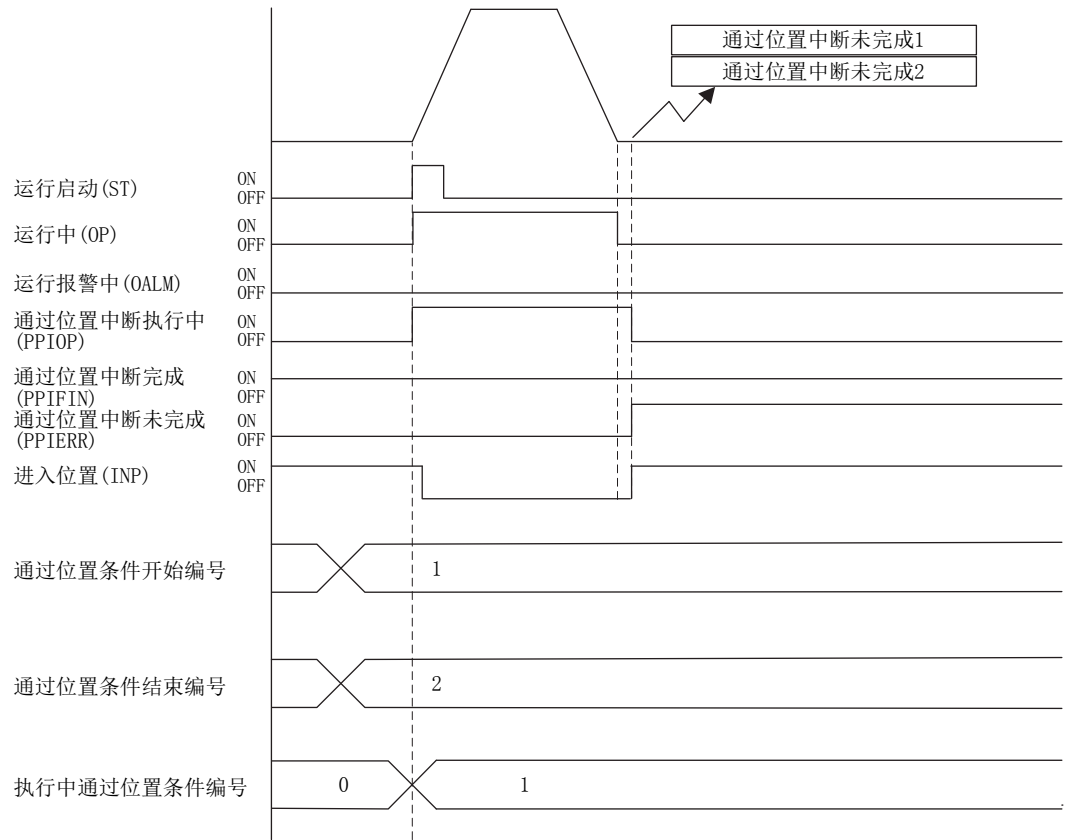 通过位置中断未完成1
通过位置中断未完成2
运行启动(ST)
ON
OFF
运行中(OP)
ON
OFF
运行报警中(OALM)
ON
OFF
通过位置中断执行中
(PPIOP)
ON
OFF
通过位置中断完成
(PPIFIN)
ON
OFF
通过位置中断未完成
(PPIERR)
ON
OFF
进入位置(INP)
ON
OFF
通过位置条件开始编号
1
通过位置条件结束编号
2
执行中通过位置条件编号
0
1